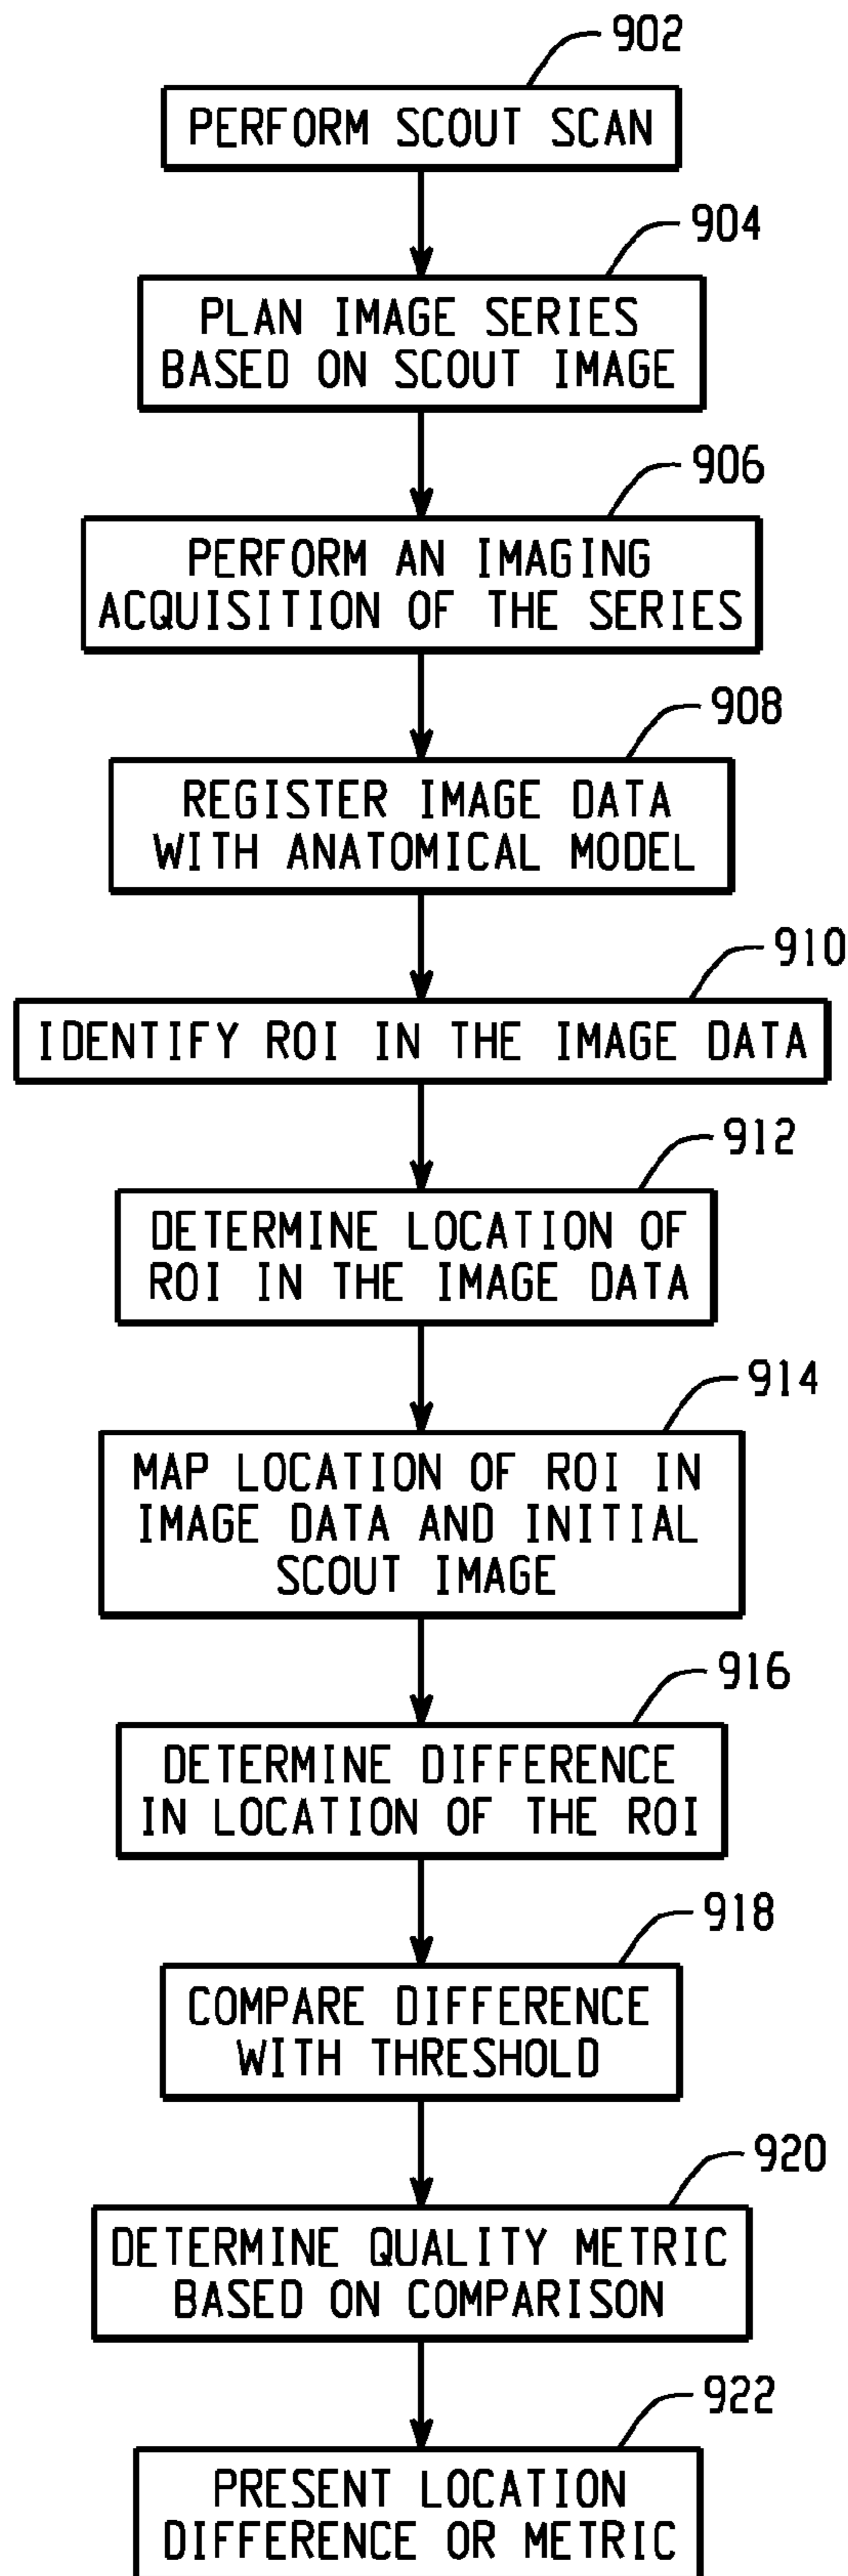 902
PERFORM SCOUT SCAN
904
PLAN IMAGE SERIES
BASED ON SCOUT IMAGE
906
PERFORM AN IMAGING
ACQUISITION OF THE SERIES
908
REGISTER IMAGE DATA
WITH ANATOMICAL MODEL
910
IDENTIFY ROI IN THE IMAGE DATA
912
DETERMINE LOCATION OF
ROI IN THE IMAGE DATA
914
MAP LOCATION OF ROI IN
IMAGE DATA AND INITIAL
SCOUT IMAGE
916
DETERMINE DIFFERENCE
IN LOCATION OF THE ROI
918
COMPARE DIFFERENCE
WITH THRESHOLD
920
DETERMINE QUALITY METRIC
BASED ON COMPARISON
922
PRESENT LOCATION
DIFFERENCE OR METRIC